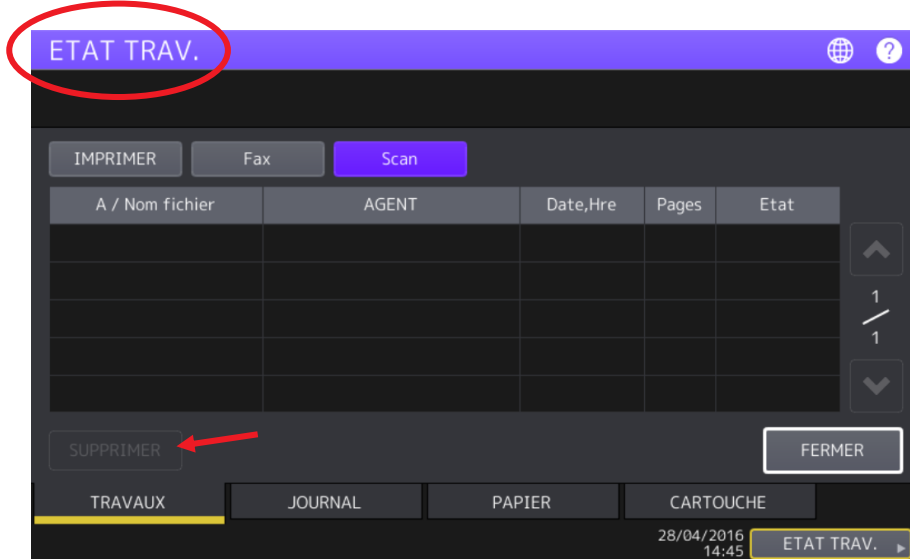 ETAT TRAV.
?
IMPRIMER Fax Scan
A / Nom fichier AGENT Date,Hre Pages Etat
1
1
SUPPRIMER FERMER
TRAVAUX JOURNAL PAPIER CARTOUCHE
28/04/2016
14:45 ETAT TRAV.